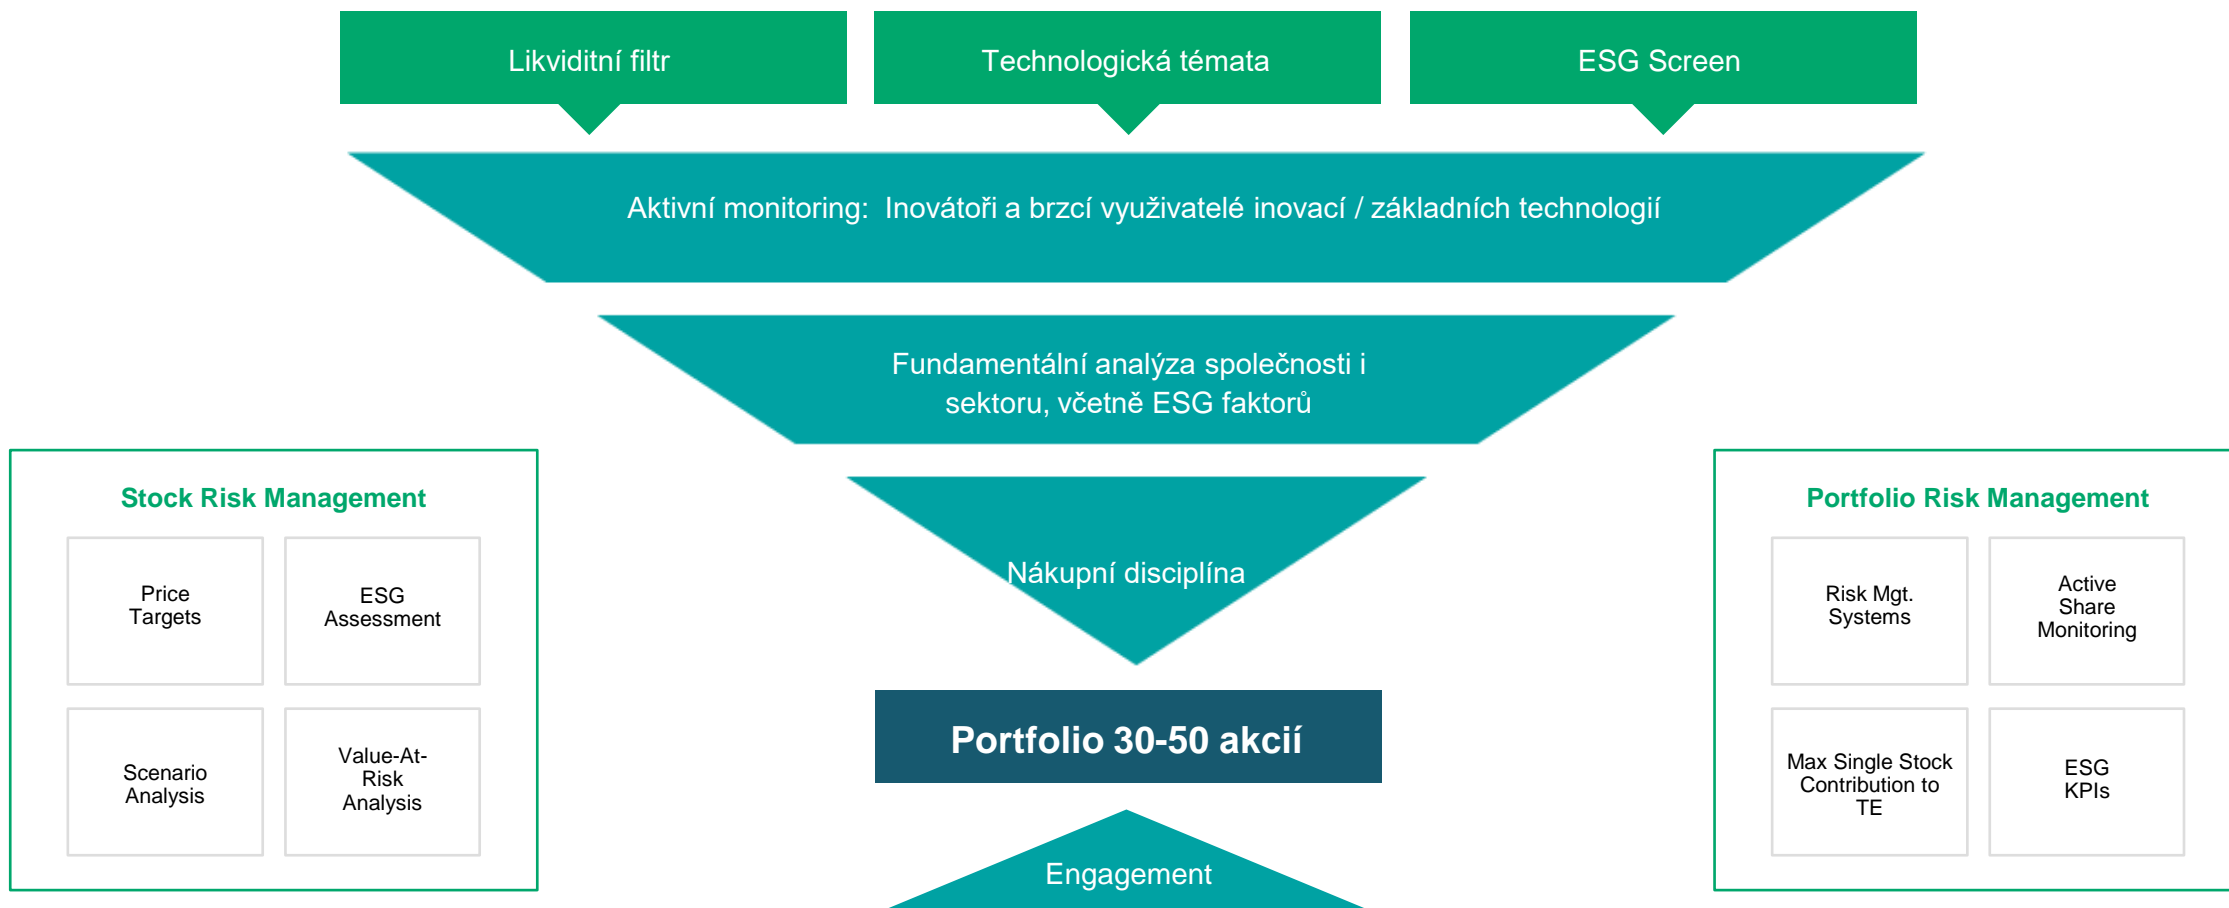 Likviditní filtr
Technologická témata
ESG Screen
Aktivní monitoring:  Inovátoři a brzcí využivatelé inovací / základních technologií
Fundamentální analýza společnosti i
sektoru, včetně ESG faktorů
Nákupní disciplína
Portfolio 30-50 akcií
Engagement
Stock Risk Management
Price
Targets
ESG
Assessment
Scenario
Analysis
Value-At-
Risk
Analysis
Portfolio Risk Management
Risk Mgt.
Systems
Active
Share
Monitoring
Max Single Stock
Contribution to
TE
ESG
KPIs